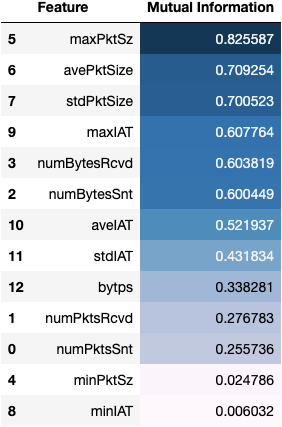 Feature Mutual Information
5 maxPktSz 0.825587
6 avePktSize 0.709254
7 stdPktSize 0.700523
9 maxIAT 0.607764
3 numBytesRcvd 0.603819
2 numBytesSnt 0.600449
10 aveIAT 0.521937
11 stdIAT 0.431834
12 bytps 0.338281
1 numPktsRcvd 0.276783
0 numPktsSnt 0.255736
4 minPktSz 0.024786
8 minIAT 0.006032